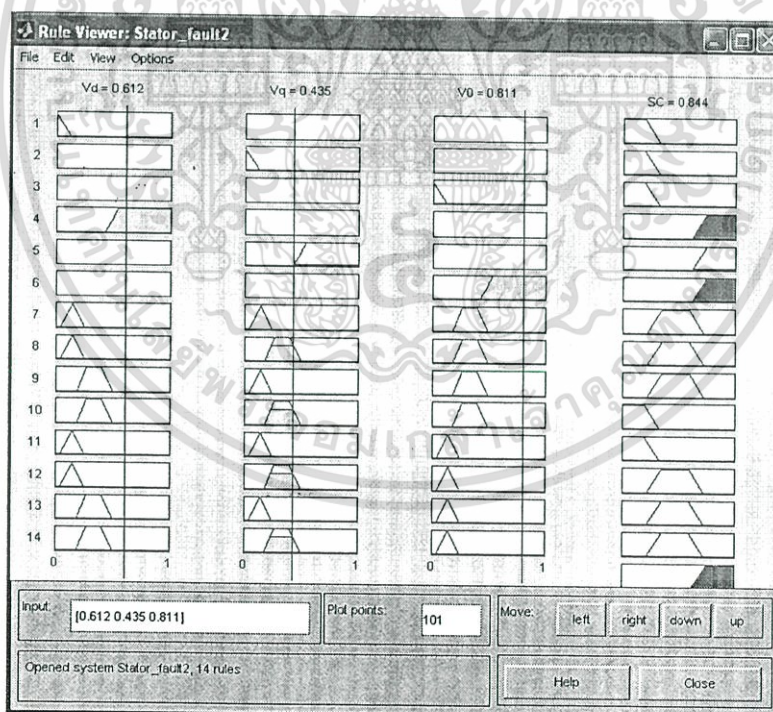 Rule Viewer: Stator_fault2
File Edit View Options
Vd = 0.612 Vq = 0.435 V0 = 0.811 SC = 0.844
1
2
3
4
5
6
7
8
9
10
11
12
13
14
0 1 0 1 0 1
Input: [0.612 0.435 0.811] Plot points: 101 Move: left right down up
Opened system Stator_fault2, 14 rules Help Close